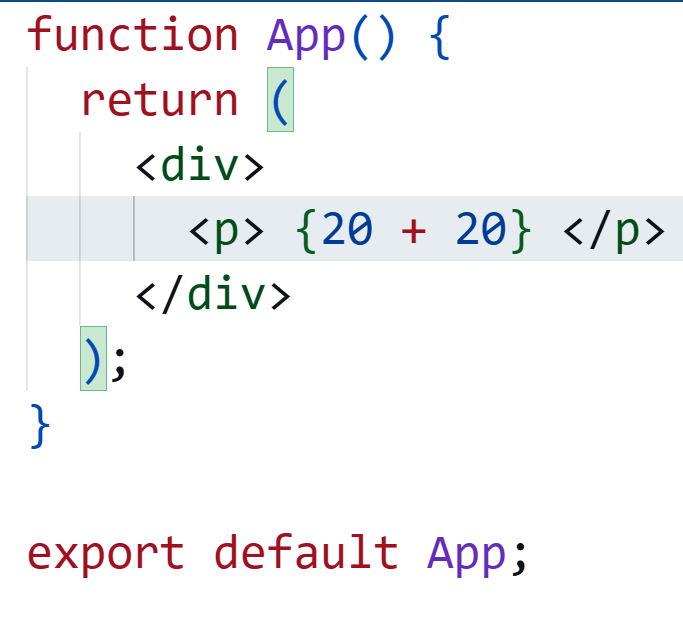 function App() {
  return (
    <div>
      <p> {20 + 20} </p>
    </div>
  );
}
export default App;